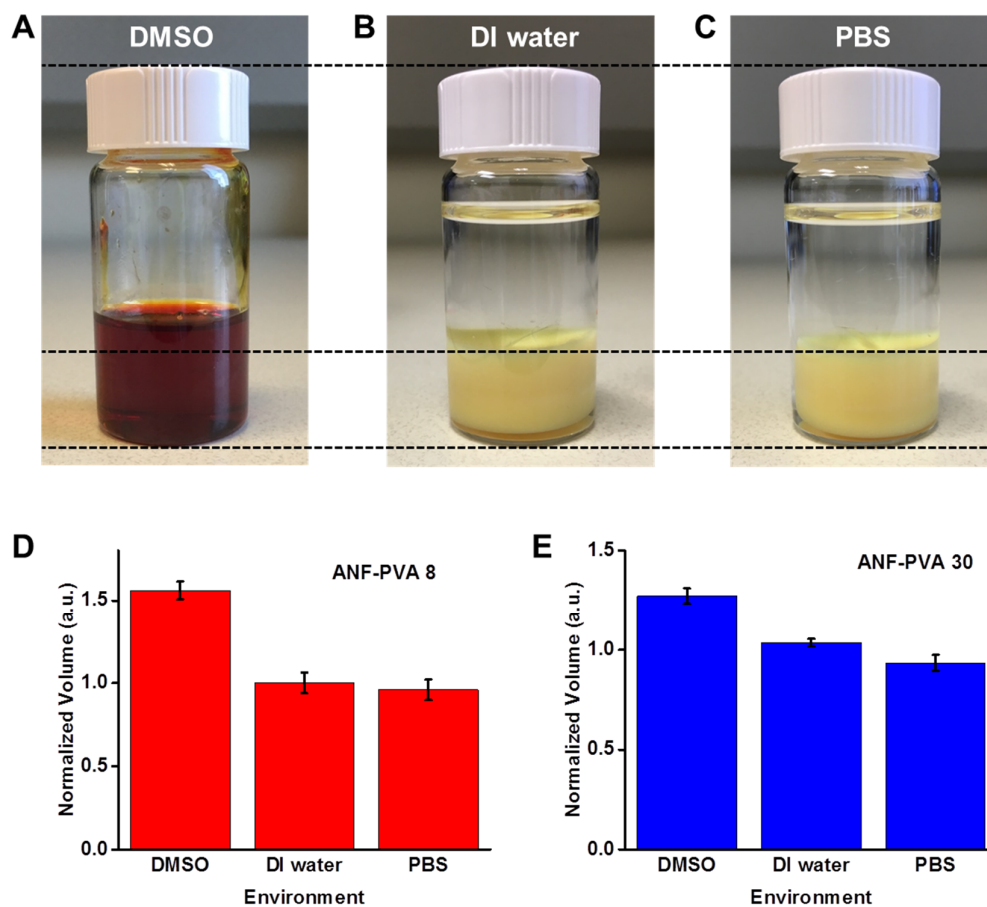 A
DMSO
B
DI water
C
PBS
D
ANF-PVA 8
Normalized Volume (a.u.)
1.5
1.0
0.5
0.0
DMSO
DI water
PBS
Environment
E
ANF-PVA 30
Normalized Volume (a.u.)
1.5
1.0
0.5
0.0
DMSO
DI water
PBS
Environment